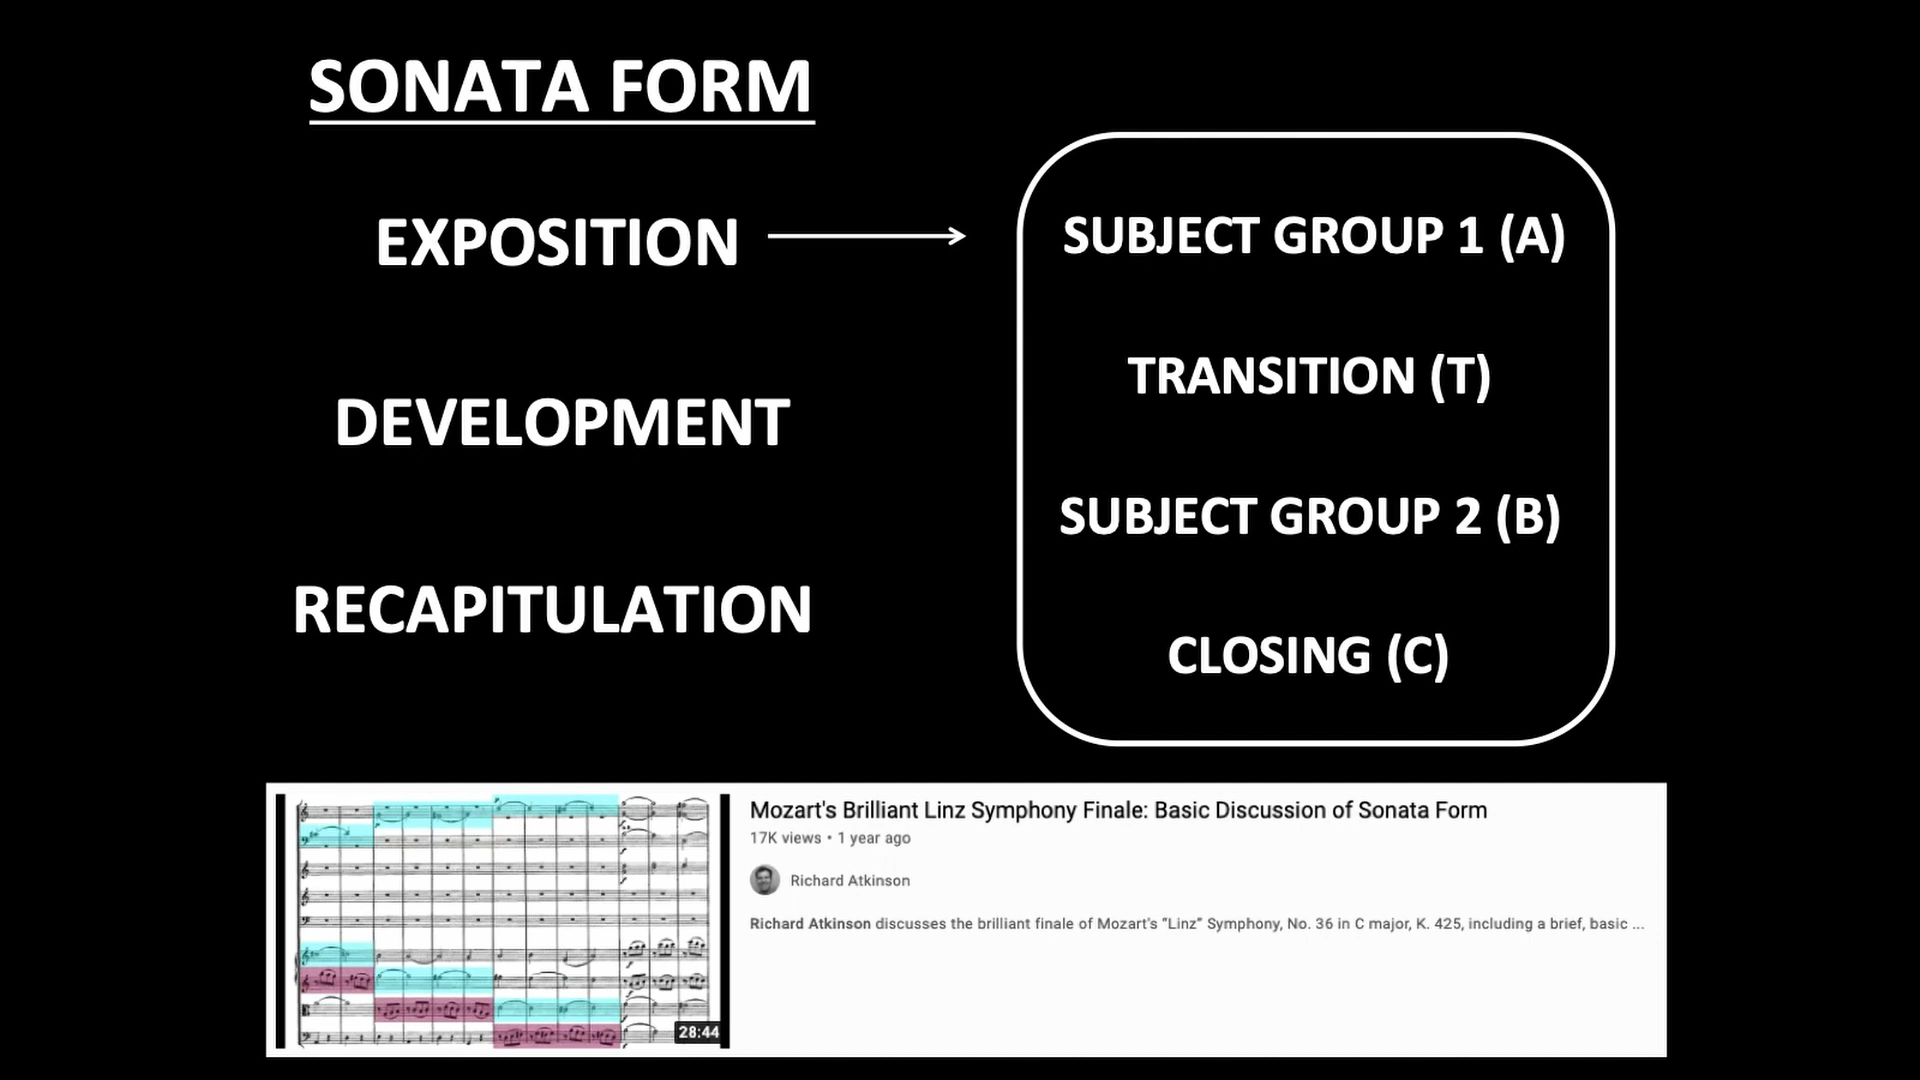 SONATA FORM
EXPOSITION
DEVELOPMENT
RECAPITULATION
SUBJECT GROUP 1 (A)
TRANSITION (T)
SUBJECT GROUP 2 (B)
CLOSING (C)
28:44
Mozart's Brilliant Linz Symphony Finale: Basic Discussion of Sonata Form
17K views • 1 year ago
Richard Atkinson
Richard Atkinson discusses the brilliant finale of Mozart's "Linz" Symphony, No. 36 in C major, K. 425, including a brief, basic ...